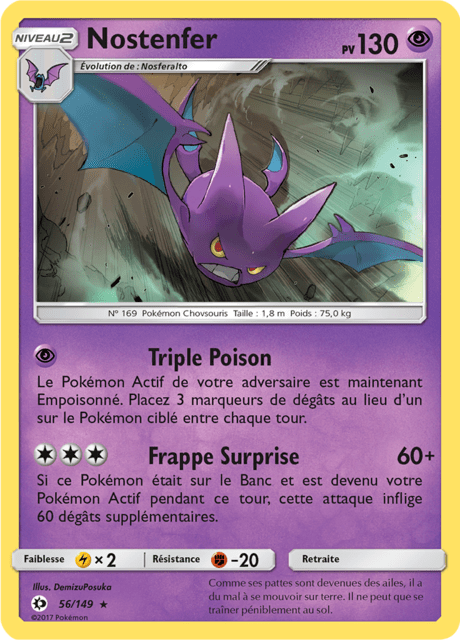 NIVEAU2
Nostenfer
PV130
Évolution de : Nosferalto
N° 169 Pokémon Chovsouris Taille : 1,8 m Poids : 75,0 kg
Triple Poison
Le Pokémon Actif de votre adversaire est maintenant
Empoisonné. Placez 3 marqueurs de dégâts au lieu d'un
sur le Pokémon ciblé entre chaque tour.
Frappe Surprise 60+
Si ce Pokémon était sur le Banc et est devenu votre
Pokémon Actif pendant ce tour, cette attaque inflige
60 dégâts supplémentaires.
Faiblesse ×2 Résistance -20 Retraite
Illus. DemizuPosuka
56/149 ★
©2017 Pokémon
Comme ses pattes sont devenues des ailes, il a
du mal à se mouvoir sur terre. Il ne peut que se
traîner péniblement au sol.